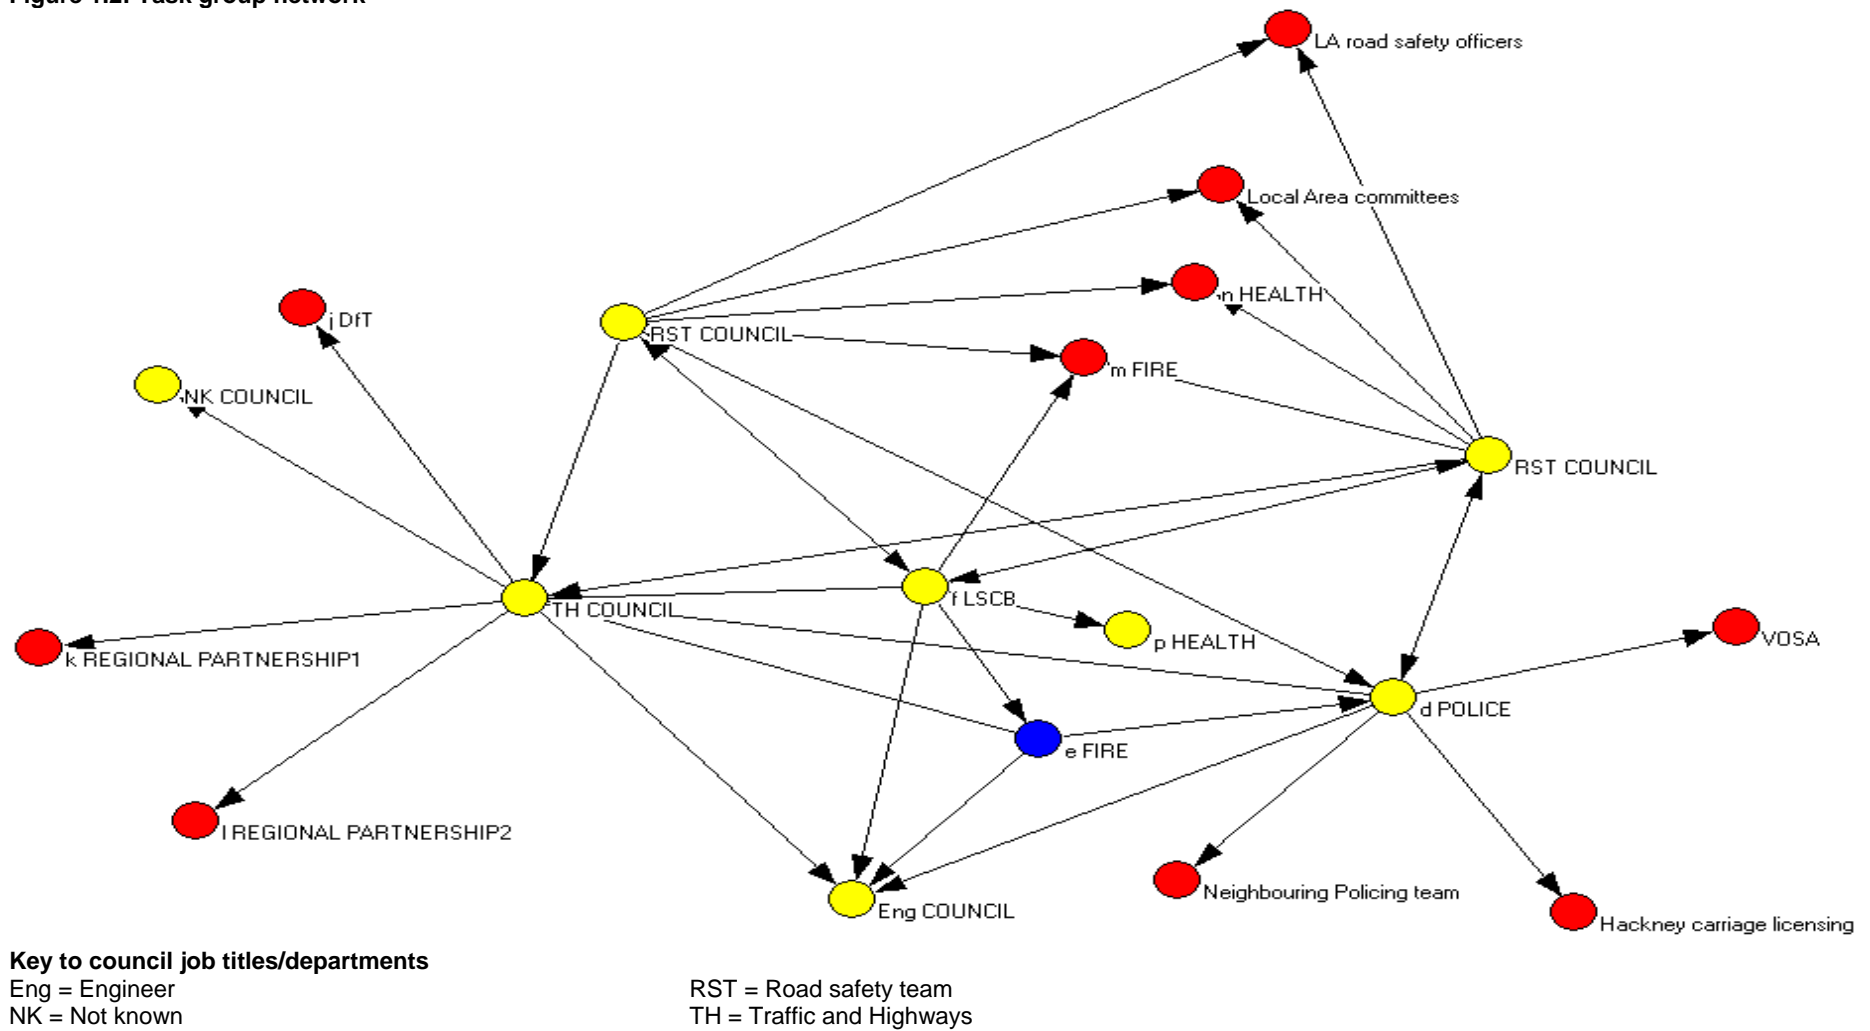 Figure 1.2: Task group network
LA road safety officers
Local Area committees
n HEALTH
j DfT
RST COUNCIL
m FIRE
NK COUNCIL
RST COUNCIL
TH COUNCIL
f LSCB
p HEALTH
VOSA
k REGIONAL PARTNERSHIP1
d POLICE
e FIRE
l REGIONAL PARTNERSHIP2
Neighbouring Policing team
Eng COUNCIL
Hackney carriage licensing
Key to council job titles/departments
Eng = Engineer
RST = Road safety team
NK = Not known
TH = Traffic and Highways